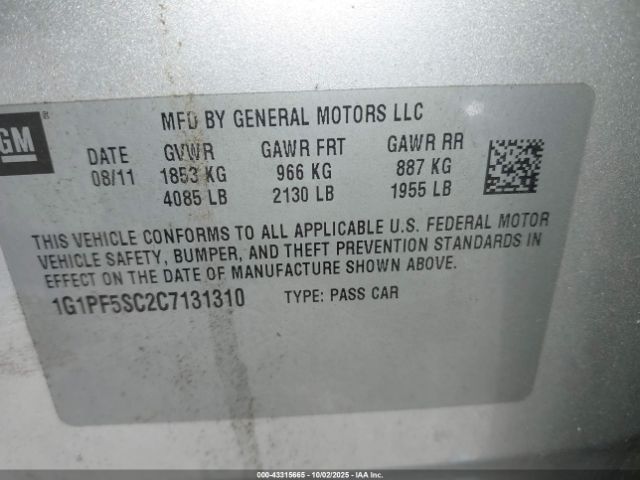 GM
MFD BY GENERAL MOTORS LLC
DATE GVWR GAWR FRT GAWR RR
08/11 1853 KG 966 KG 887 KG
4085 LB 2130 LB 1955 LB
THIS VEHICLE CONFORMS TO ALL APPLICABLE U.S. FEDERAL MOTOR
VEHICLE SAFETY, BUMPER, AND THEFT PREVENTION STANDARDS IN
EFFECT ON THE DATE OF MANUFACTURE SHOWN ABOVE.
1G1PF5SC2C7131310 TYPE: PASS CAR
000-43315665 - 10/02/2025 - IAA Inc.